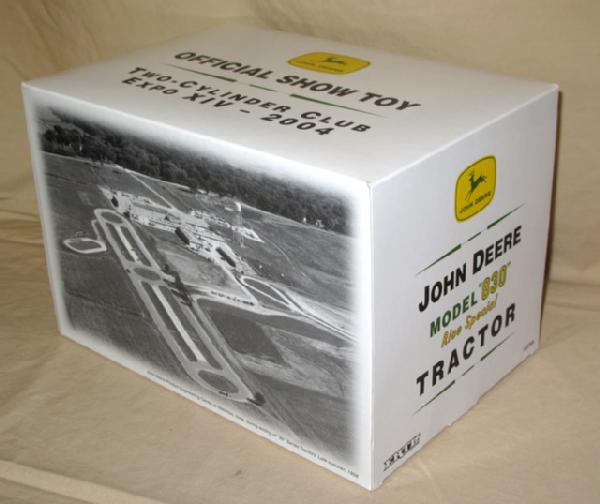 JOHN DEERE
OFFICIAL SHOW TOY
TWO-CYLINDER CLUB
EXPO XIV - 2004
JOHN DEERE
JOHN DEERE
MODEL "830"
Rice Special
TRACTOR
ERTL